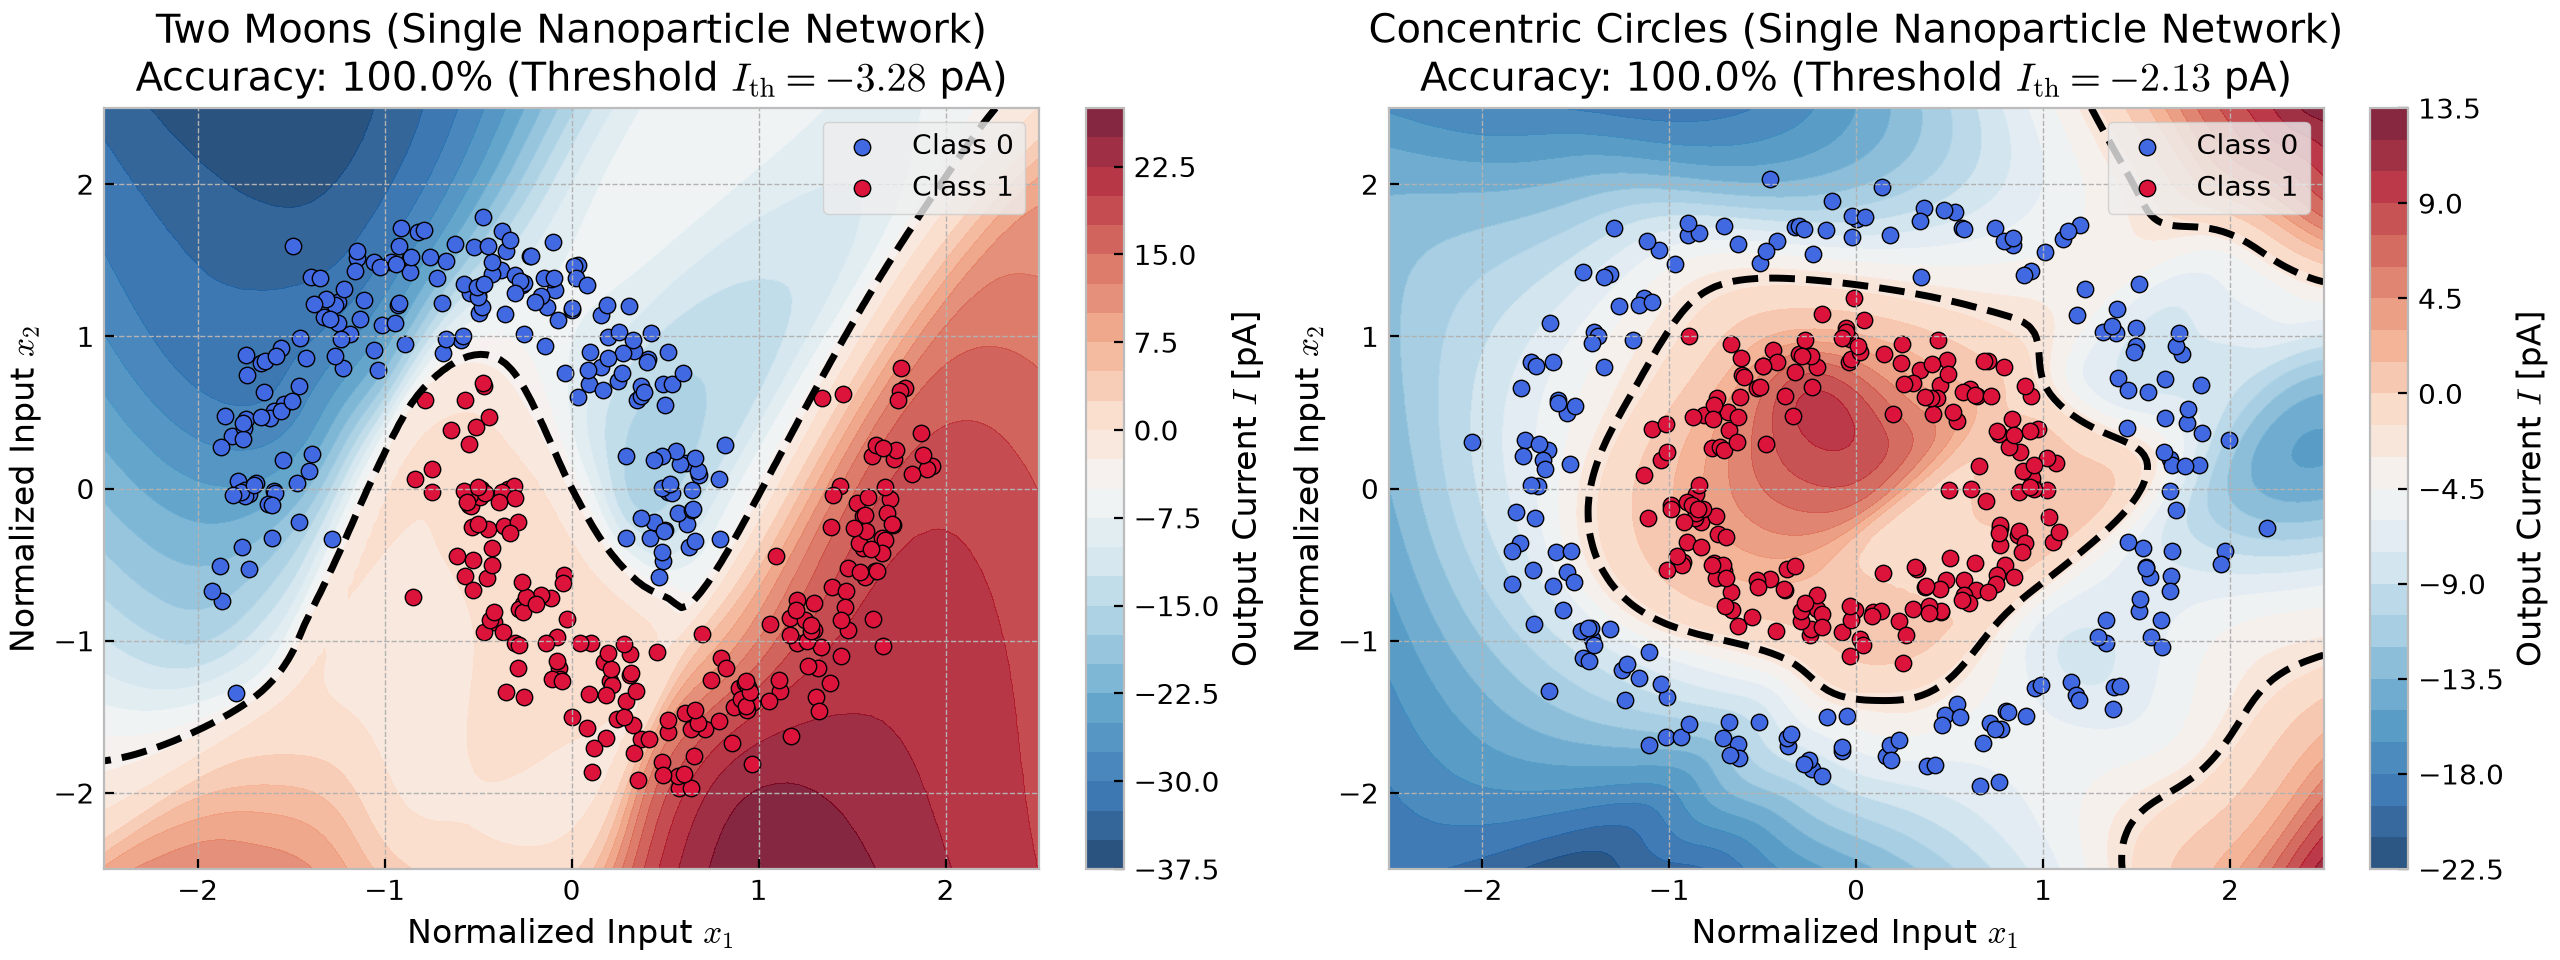 Two Moons (Single Nanoparticle Network)
Accuracy: 100.0% (Threshold I_th = −3.28 pA)
Class 0
Class 1
2
1
0
−1
−2
Normalized Input x_2
−2
−1
0
1
2
Normalized Input x_1
22.5
15.0
7.5
0.0
−7.5
−15.0
−22.5
−30.0
−37.5
Output Current I [pA]
Concentric Circles (Single Nanoparticle Network)
Accuracy: 100.0% (Threshold I_th = −2.13 pA)
Class 0
Class 1
2
1
0
−1
−2
Normalized Input x_2
−2
−1
0
1
2
Normalized Input x_1
13.5
9.0
4.5
0.0
−4.5
−9.0
−13.5
−18.0
−22.5
Output Current I [pA]